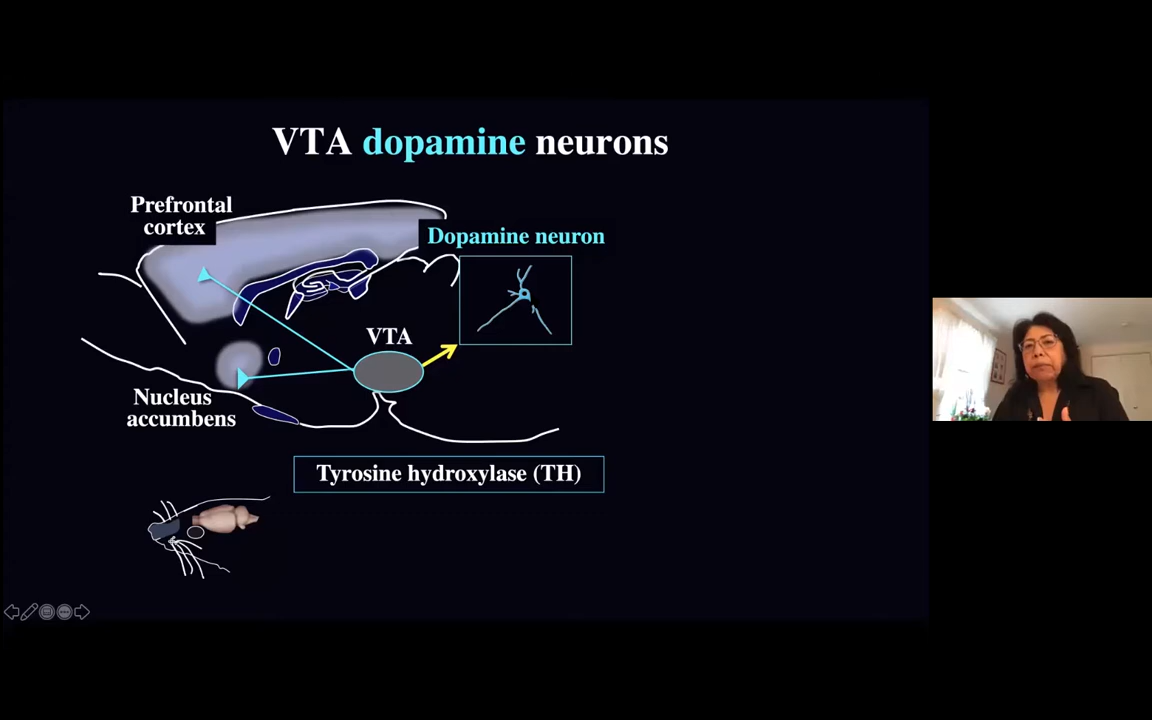 VTA dopamine neurons
Prefrontal
cortex
Dopamine neuron
VTA
Nucleus
accumbens
Tyrosine hydroxylase (TH)